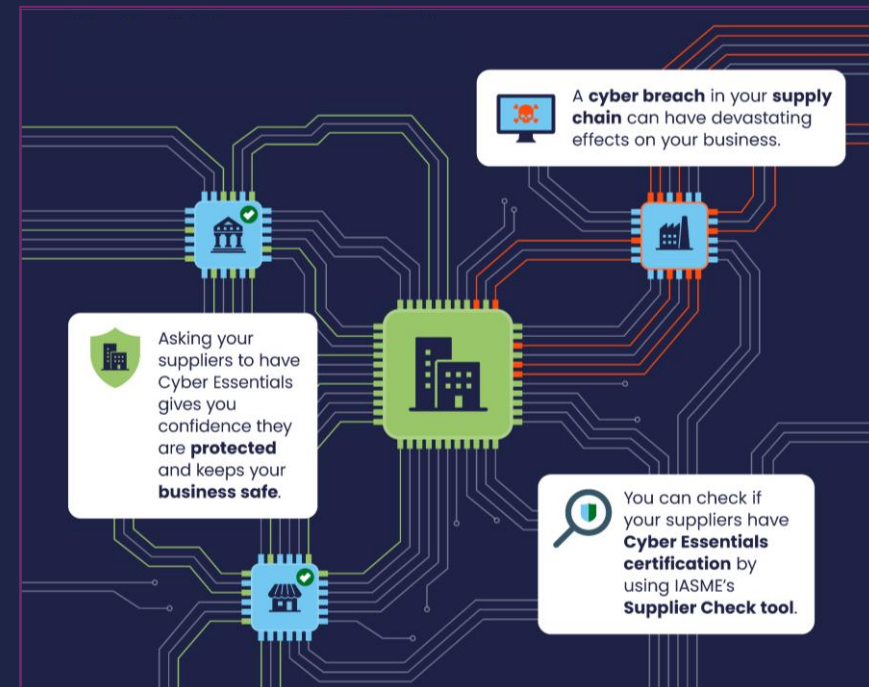 A cyber breach in your supply
chain can have devastating
effects on your business.
Asking your
suppliers to have
Cyber Essentials
gives you
confidence they
are protected
and keeps your
business safe.
You can check if
your suppliers have
Cyber Essentials
certification by
using IASME's
Supplier Check tool.